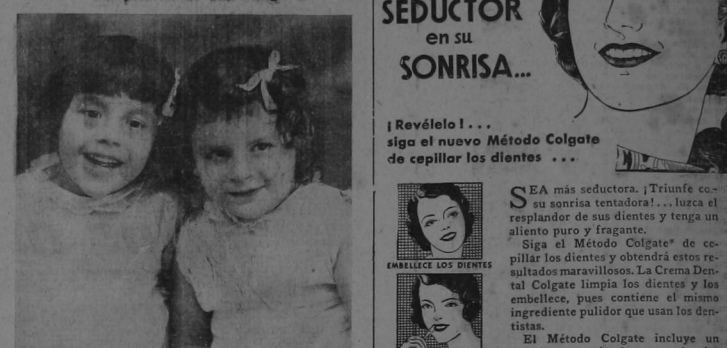 SEDUCTOR
en su
SONRISA...
¡Revélelo!...
siga el nuevo Método Colgate
de cepillar los dientes ...
EMBELLECE LOS DIENTES
SEA más seductora. ¡Triunfe con
su sonrisa tentadora!... luzca el
resplandor de sus dientes y tenga un
aliento puro y fragante.
Siga el Método Colgate* de ce-
pillar los dientes y obtendrá estos re-
sultados maravillosos. La Crema Den-
tal Colgate limpia los dientes y los
embellece, pues contiene el mismo
ingrediente pulidor que usan los den-
tistas.
El Método Colgate incluye un